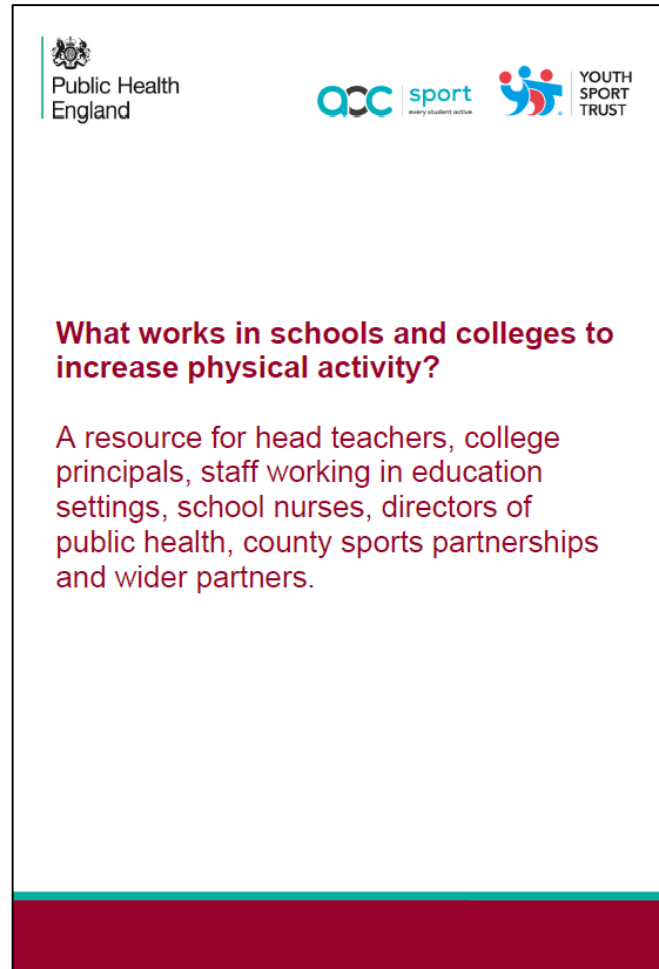 Public Health
England
aoc sport
every student active
YOUTH
SPORT
TRUST
What works in schools and colleges to
increase physical activity?
A resource for head teachers, college
principals, staff working in education
settings, school nurses, directors of
public health, county sports partnerships
and wider partners.